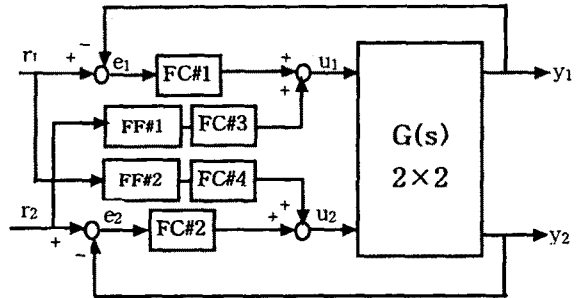 r₁ + − e₁ FC#1 + + u₁ y₁
FF#1 FC#3
G(s)
2×2
FF#2 FC#4
r₂ + − e₂ FC#2 + + u₂ y₂